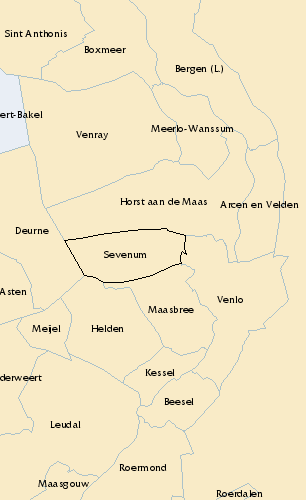 Sint Anthonis
Boxmeer
Bergen (L.)
ert-Bakel
Venray
Meerlo-Wanssum
Horst aan de Maas
Arcen en Velden
Deurne
Sevenum
Asten
Venlo
Maasbree
Meijel
Helden
Kessel
derweert
Beesel
Leudal
Roermond
Maasgouw
Roerdalen